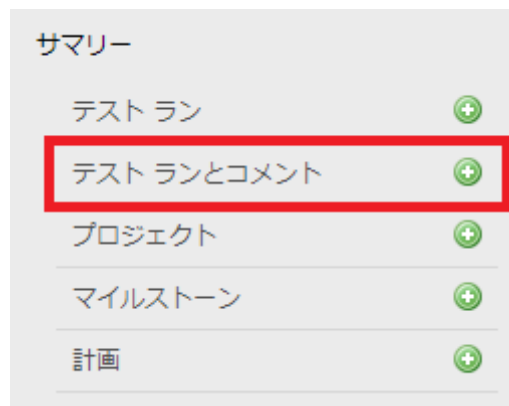 サマリー
テスト ラン
テスト ランとコメント
プロジェクト
マイルストーン
計画